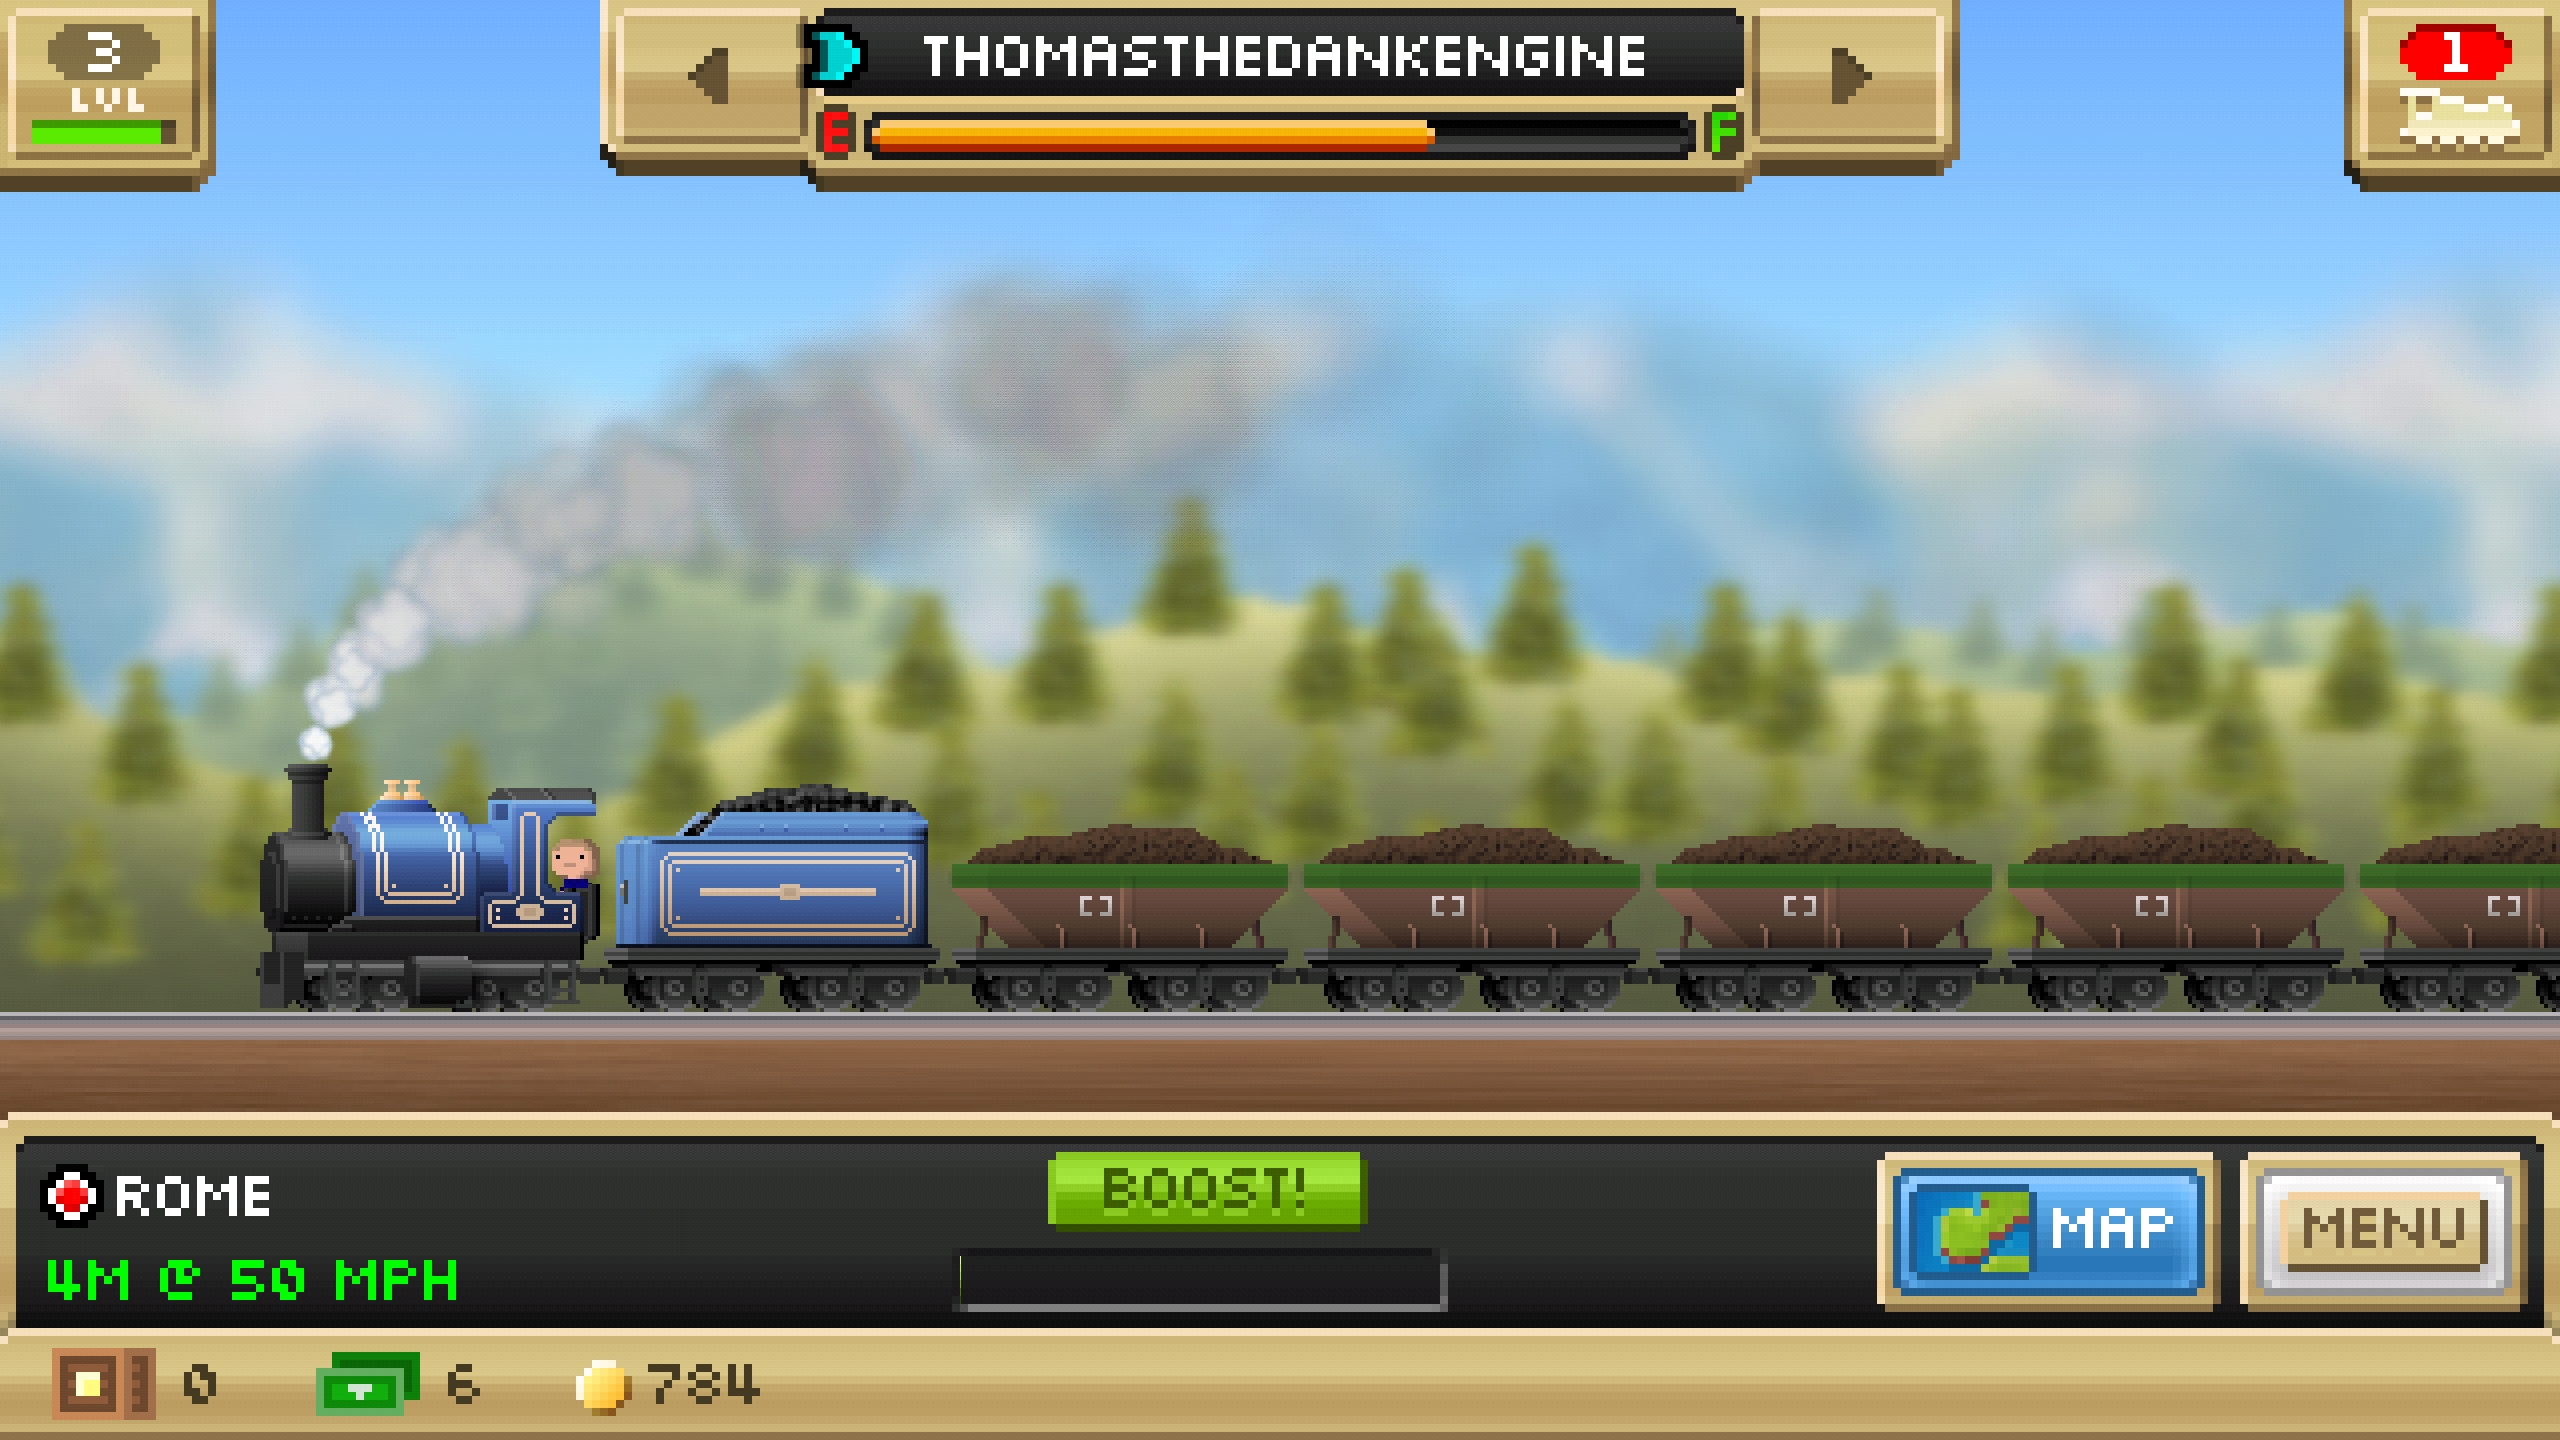 3
LVL
THOMASTHEDANKENGINE
E F
1
ROME
4M @ 50 MPH
BOOST!
MAP
MENU
0 6 784